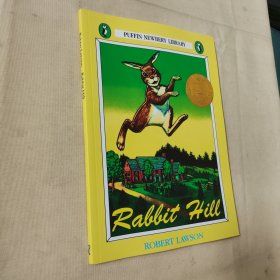 PUFFIN NEWBERY LIBRARY
Rabbit Hill
ROBERT LAWSON